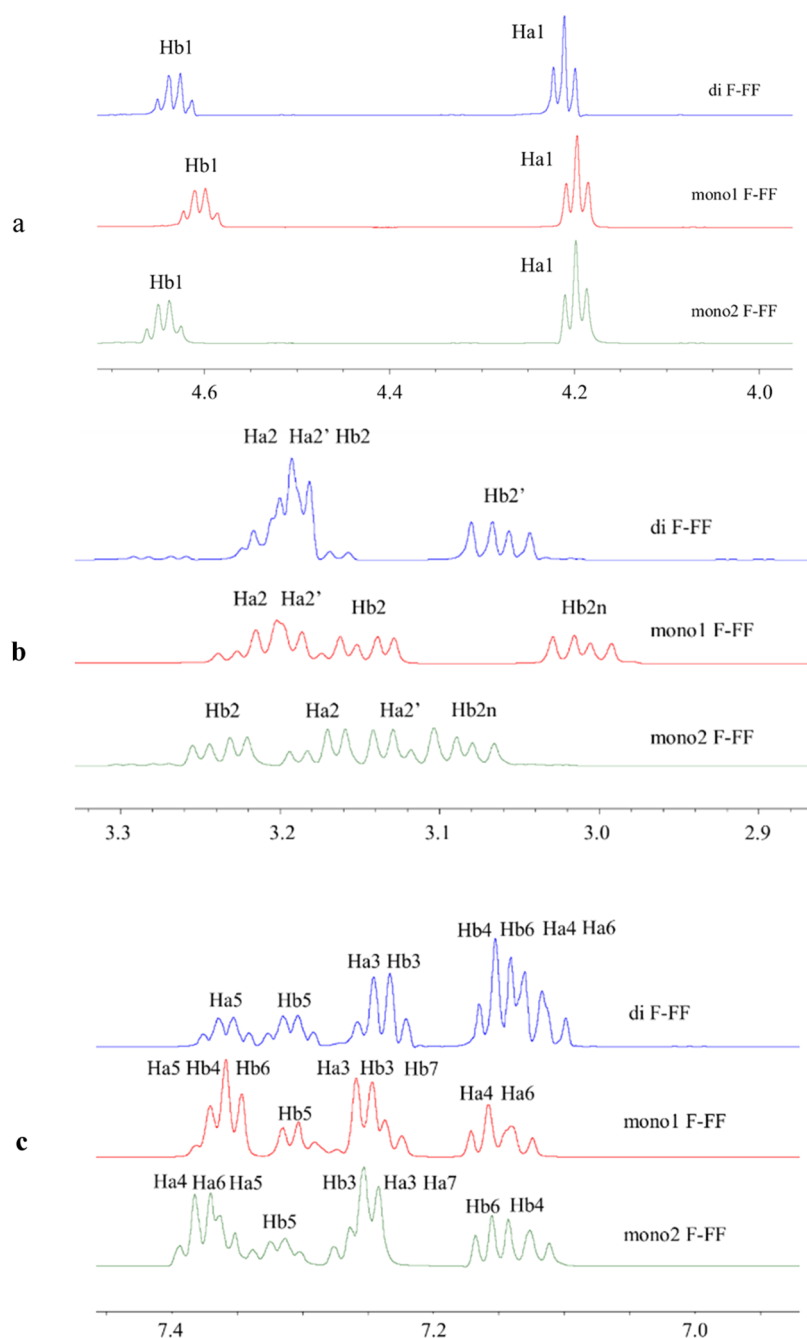 Hb1 Ha1
di F-FF
Hb1 Ha1
mono1 F-FF
a
Hb1 Ha1
mono2 F-FF
4.6 4.4 4.2 4.0
Ha2 Ha2’ Hb2
Hb2’
di F-FF
Ha2 Ha2’ Hb2 Hb2n
mono1 F-FF
b
Hb2 Ha2 Ha2’ Hb2n
mono2 F-FF
3.3 3.2 3.1 3.0 2.9
Hb4 Hb6 Ha4 Ha6
Ha3 Hb3
Ha5 Hb5
di F-FF
Ha5 Hb4 Hb6 Ha3 Hb3 Hb7
Ha4 Ha6
Hb5
mono1 F-FF
c
Ha4 Ha6 Ha5 Hb3 Ha3 Ha7
Hb5 Hb6 Hb4
mono2 F-FF
7.4 7.2 7.0